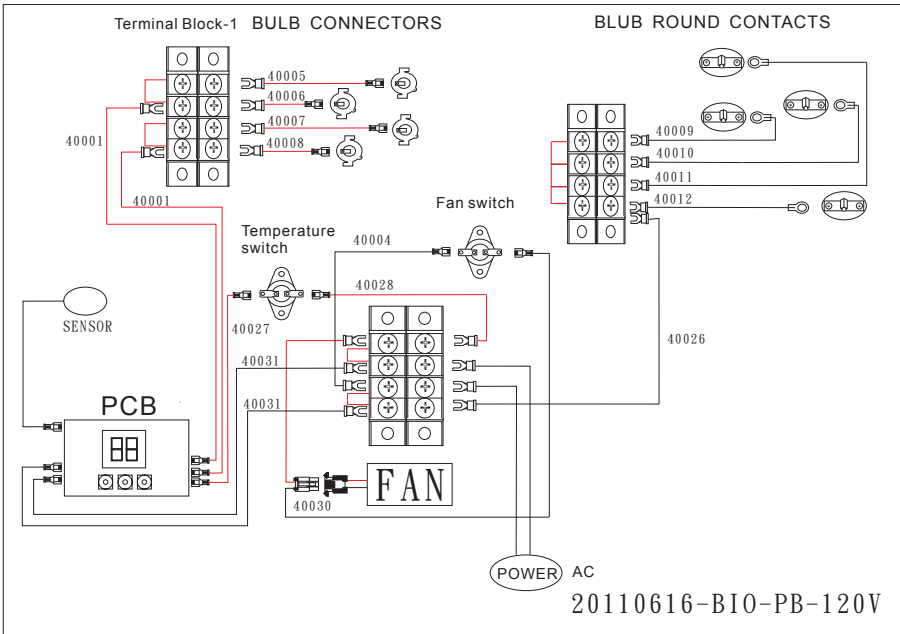 Terminal Block-1 BULB CONNECTORS
BLUB ROUND CONTACTS
40005
40006
40007
40008
40001
40001
40009
40010
40011
40012
Fan switch
Temperature
switch
40004
40028
SENSOR
40027
40026
40031
40031
PCB
88
FAN
40030
POWER AC
20110616-BIO-PB-120V